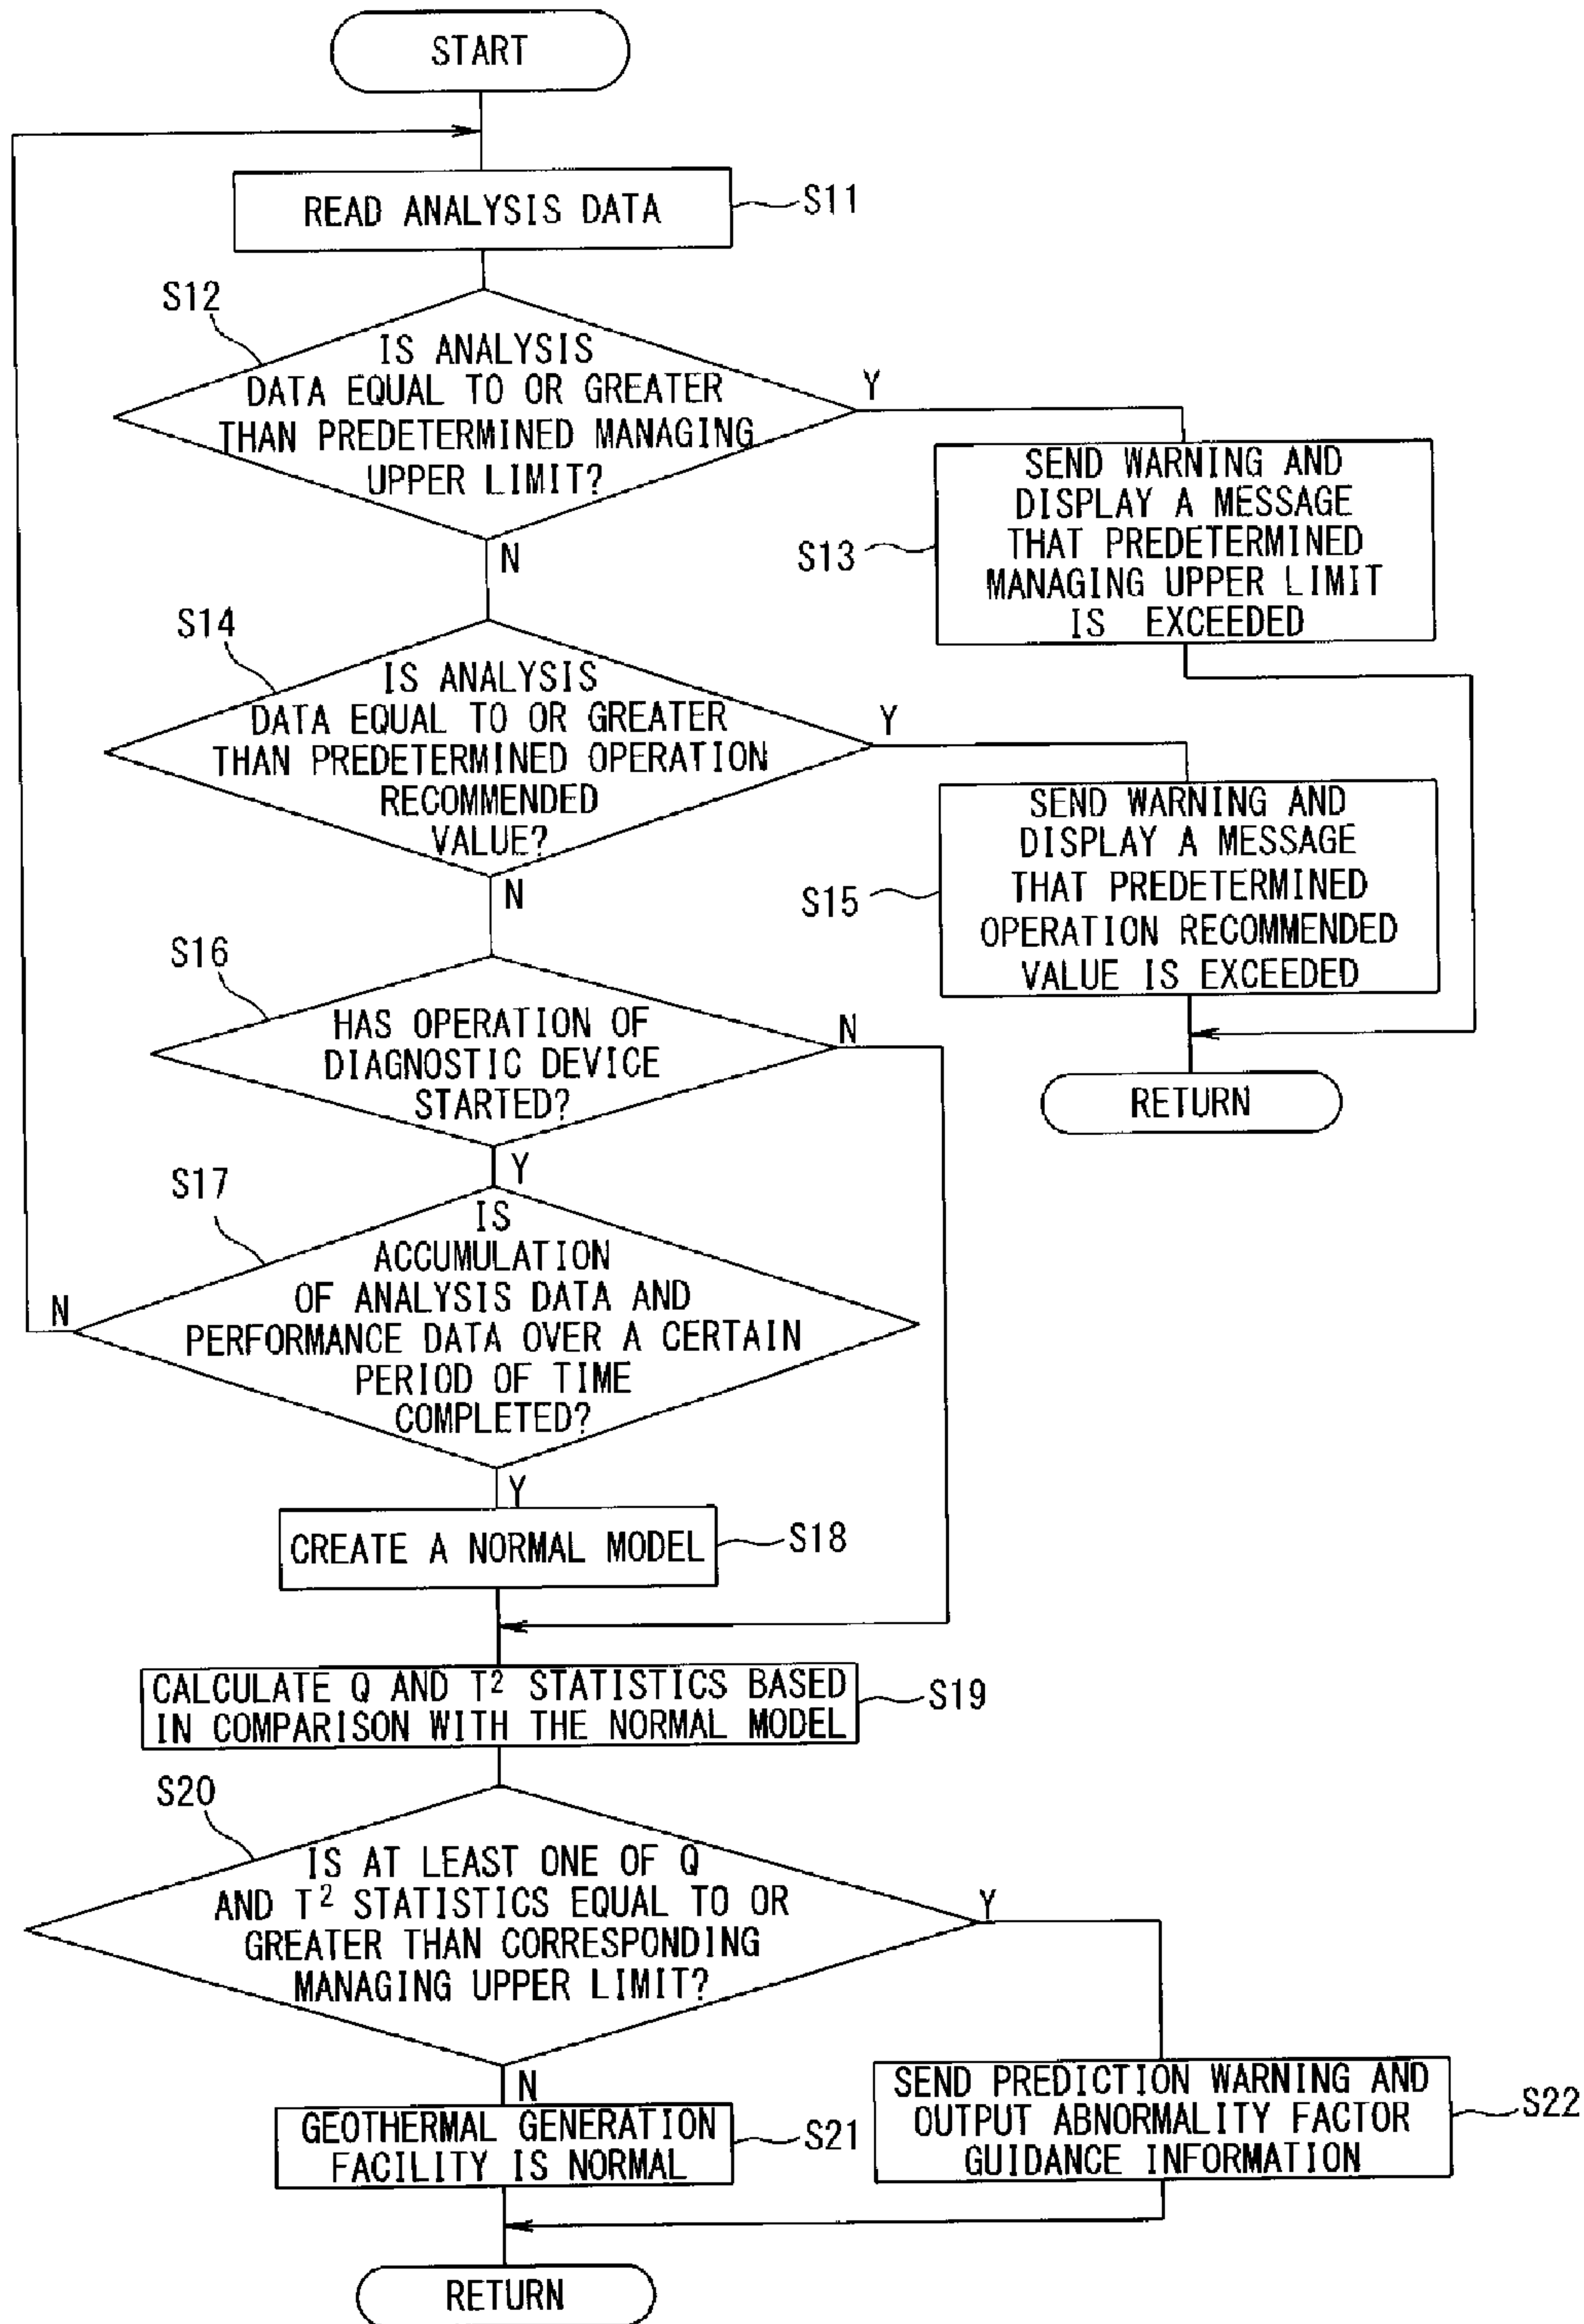 START
READ ANALYSIS DATA
S11
S12
IS ANALYSIS
DATA EQUAL TO OR GREATER
THAN PREDETERMINED MANAGING
UPPER LIMIT?
Y
N
SEND WARNING AND
DISPLAY A MESSAGE
THAT PREDETERMINED
MANAGING UPPER LIMIT
IS EXCEEDED
S13
S14
IS ANALYSIS
DATA EQUAL TO OR GREATER
THAN PREDETERMINED OPERATION
RECOMMENDED
VALUE?
Y
N
SEND WARNING AND
DISPLAY A MESSAGE
THAT PREDETERMINED
OPERATION RECOMMENDED
VALUE IS EXCEEDED
S15
RETURN
S16
HAS OPERATION OF
DIAGNOSTIC DEVICE
STARTED?
N
Y
S17
IS
ACCUMULATION
OF ANALYSIS DATA AND
PERFORMANCE DATA OVER A CERTAIN
PERIOD OF TIME
COMPLETED?
N
Y
CREATE A NORMAL MODEL
S18
CALCULATE Q AND T² STATISTICS BASED
IN COMPARISON WITH THE NORMAL MODEL
S19
S20
IS AT LEAST ONE OF Q
AND T² STATISTICS EQUAL TO OR
GREATER THAN CORRESPONDING
MANAGING UPPER LIMIT?
Y
N
GEOTHERMAL GENERATION
FACILITY IS NORMAL
S21
SEND PREDICTION WARNING AND
OUTPUT ABNORMALITY FACTOR
GUIDANCE INFORMATION
S22
RETURN